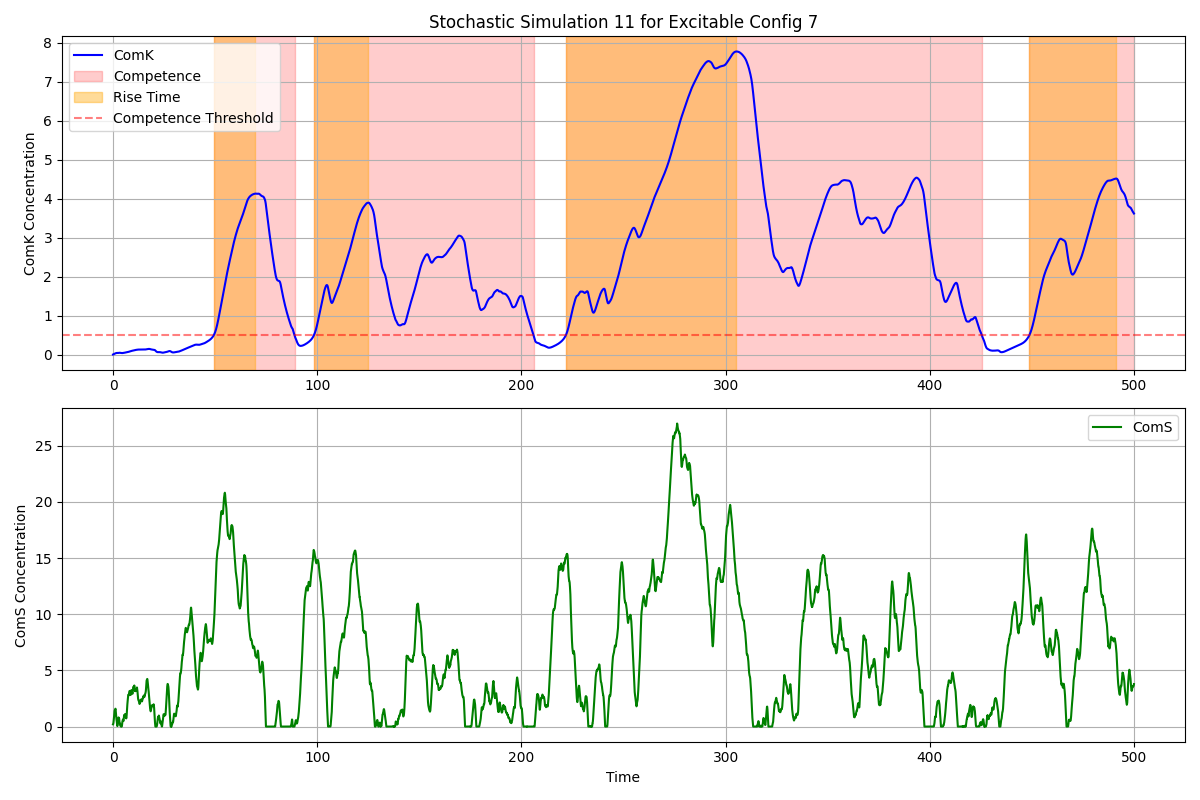 Stochastic Simulation 11 for Excitable Config 7
ComK Concentration
8
7
6
5
4
3
2
1
0
ComK
Competence
Rise Time
Competence Threshold
0 100 200 300 400 500
ComS Concentration
25
20
15
10
5
0
ComS
0 100 200 300 400 500
Time